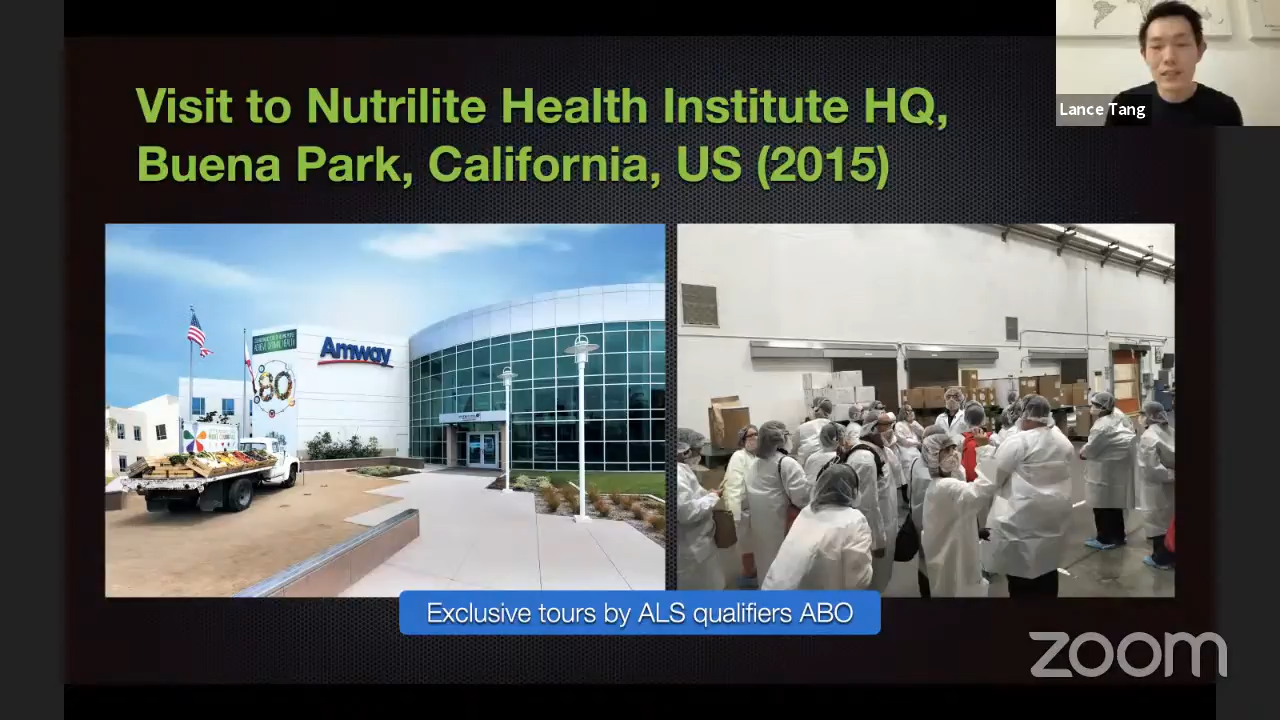 Visit to Nutrilite Health Institute HQ,
Buena Park, California, US (2015)
Lance Tang
Amway
80
Exclusive tours by ALS qualifiers ABO
zoom